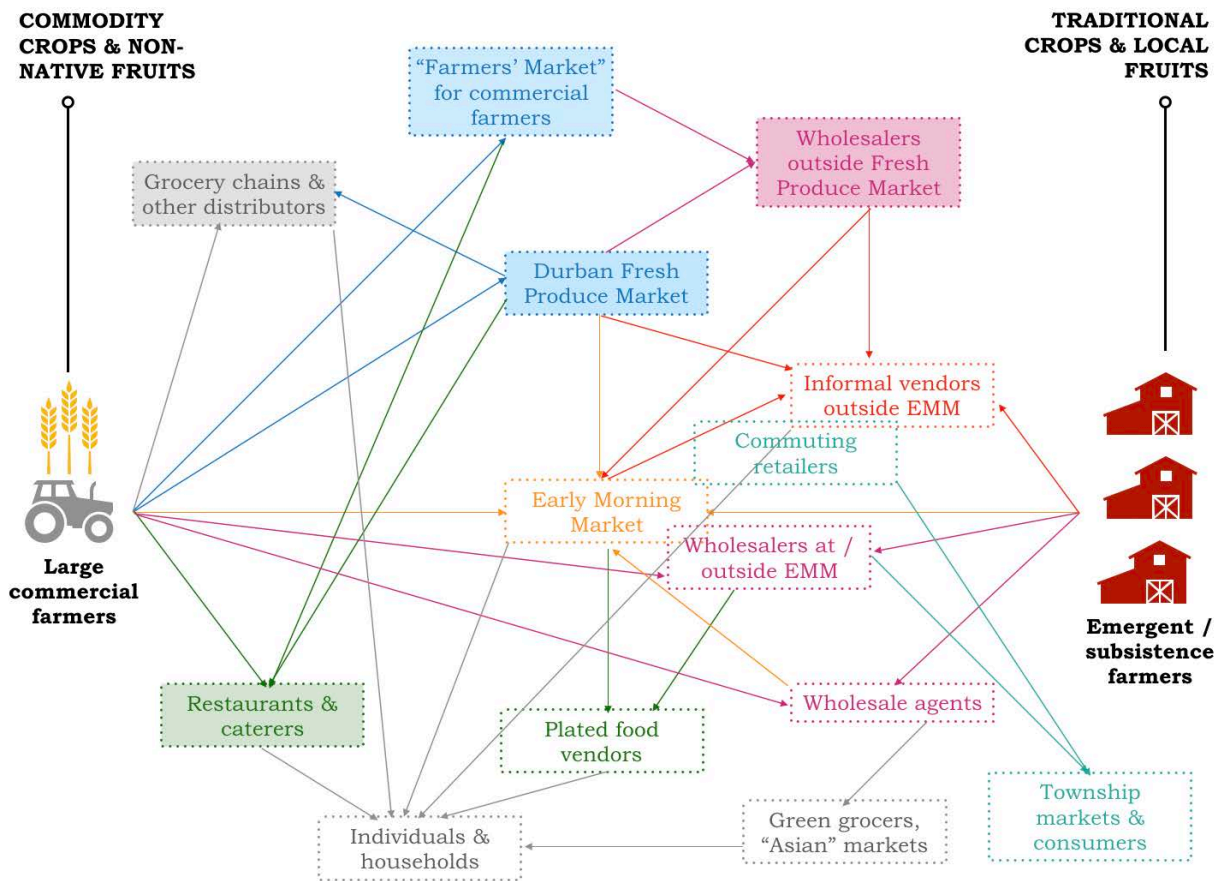 COMMODITY
CROPS & NON-
NATIVE FRUITS
TRADITIONAL
CROPS & LOCAL
FRUITS
“Farmers’ Market”
for commercial
farmers
Wholesalers
outside Fresh
Produce Market
Grocery chains &
other distributors
Durban Fresh
Produce Market
Informal vendors
outside EMM
Commuting
retailers
Early Morning
Market
Wholesalers at /
outside EMM
Large
commercial
farmers
Emergent /
subsistence
farmers
Restaurants &
caterers
Plated food
vendors
Wholesale agents
Township
markets &
consumers
Individuals &
households
Green grocers,
“Asian” markets